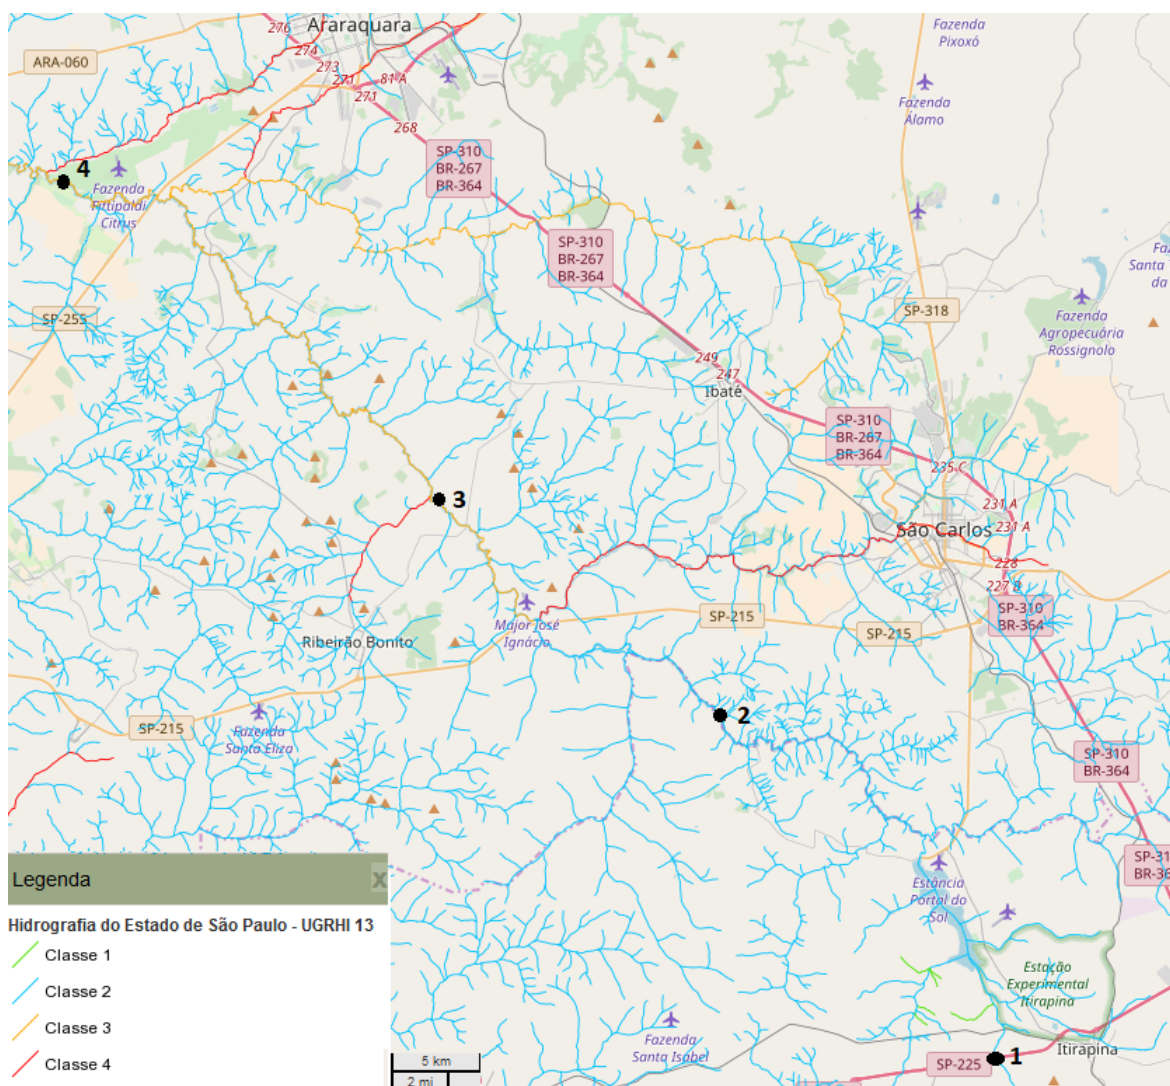 Araraquara
276
274
273
271
271
81 A
268
ARA-060
Fazenda
Pixoxó
Fazenda
Álamo
SP-310
BR-267
BR-364
4
Fazenda
Fittipaldi
Citrus
SP-310
BR-267
BR-364
SP-255
SP-318
Fazenda
Agropecuária
Rossignolo
Santa
da
249
247
Ibaté
SP-310
BR-267
BR-364
235 C
231 A
231 A
São Carlos
228
227 B
3
SP-310
BR-364
Major José
Ignácio
SP-215
SP-215
Ribeirão Bonito
SP-215
Fazenda
Santa Eliza
2
SP-310
BR-364
Estância
Portal do
Sol
Estação
Experimental
Itirapina
Fazenda
Santa Isabel
SP-225
1
Itirapina
Legenda
X
Hidrografia do Estado de São Paulo - UGRHI 13
Classe 1
Classe 2
Classe 3
Classe 4
5 km
2 mi